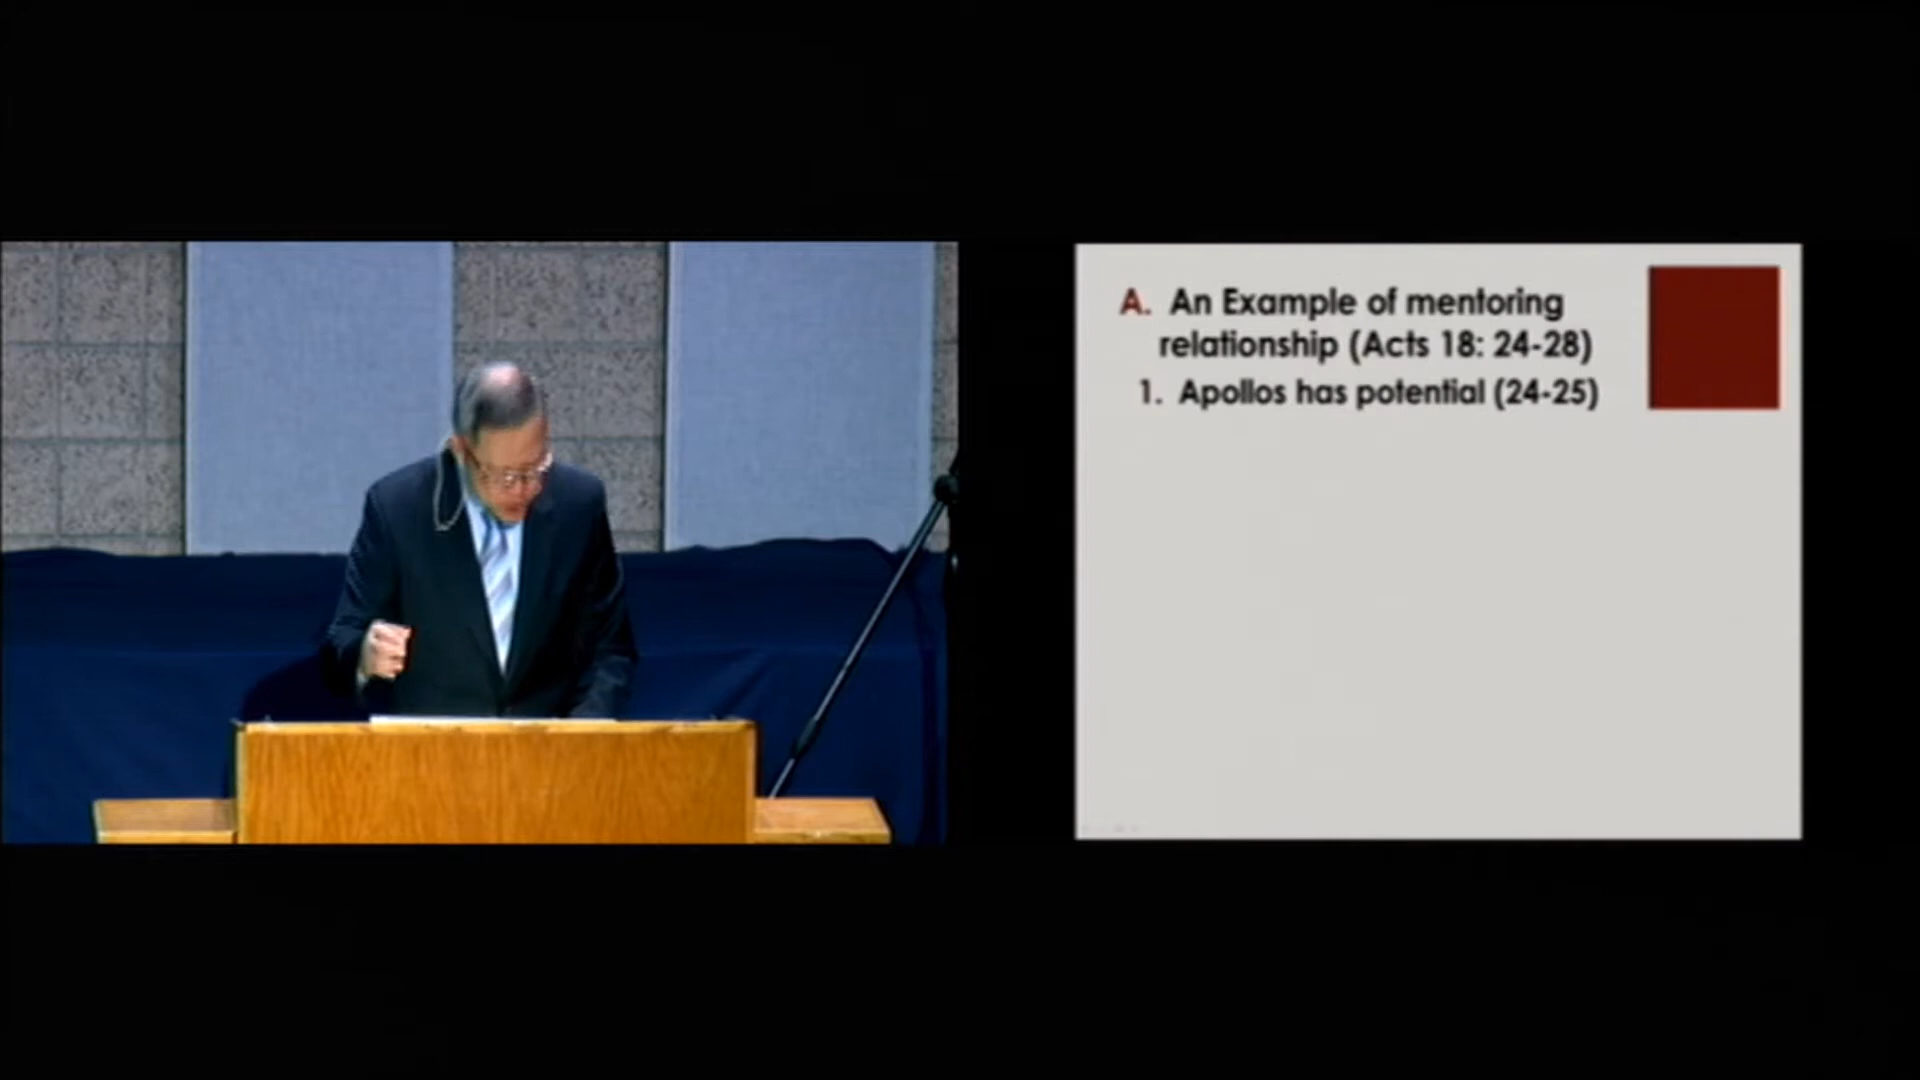 A. An Example of mentoring
relationship (Acts 18: 24-28)
1. Apollos has potential (24-25)